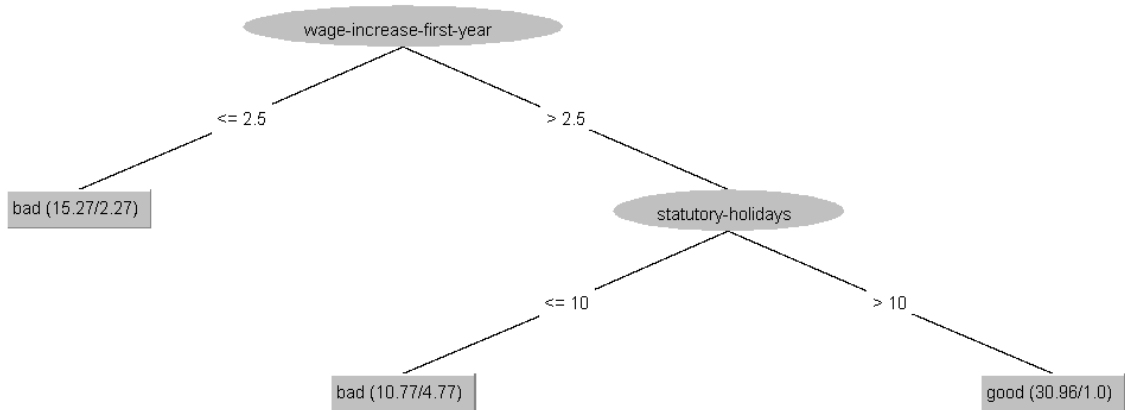 wage-increase-first-year
<= 2.5
> 2.5
bad (15.27/2.27)
statutory-holidays
<= 10
> 10
bad (10.77/4.77)
good (30.96/1.0)